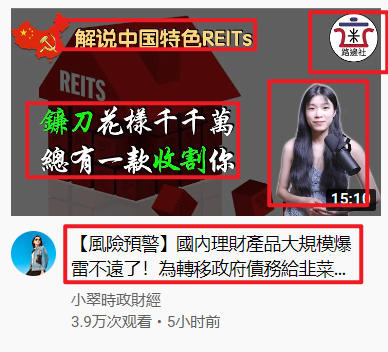 解说中国特色REITs
路邊社
REITS
鐮刀花樣千千萬
總有一款收割你
15:10
【風險預警】國内理財產品大規模爆
雷不遠了！為轉移政府債務給韭菜...
小翠時政財經
3.9万次观看・5小时前